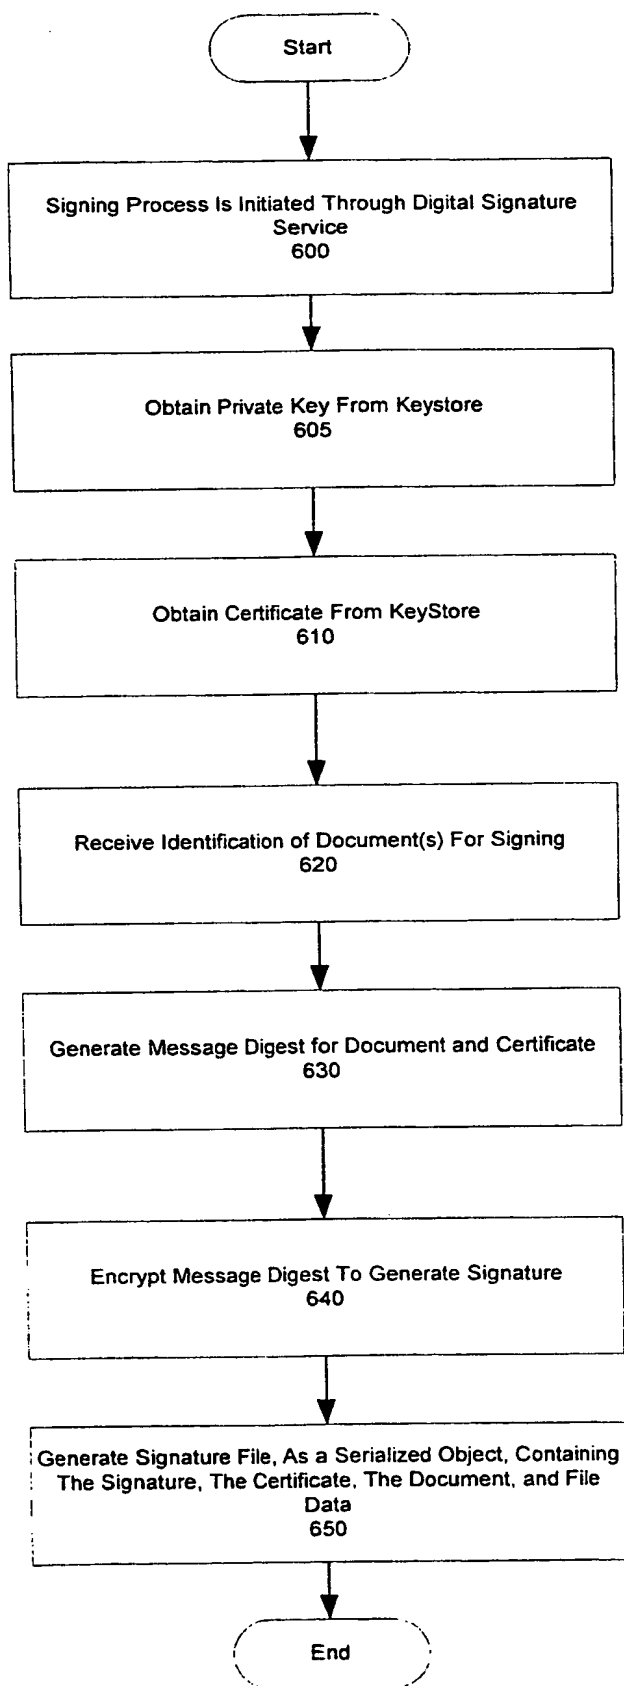 Start
Signing Process Is Initiated Through Digital Signature
Service
600
Obtain Private Key From Keystore
605
Obtain Certificate From KeyStore
610
Receive Identification of Document(s) For Signing
620
Generate Message Digest for Document and Certificate
630
Encrypt Message Digest To Generate Signature
640
Generate Signature File, As a Serialized Object, Containing
The Signature, The Certificate, The Document, and File
Data
650
End